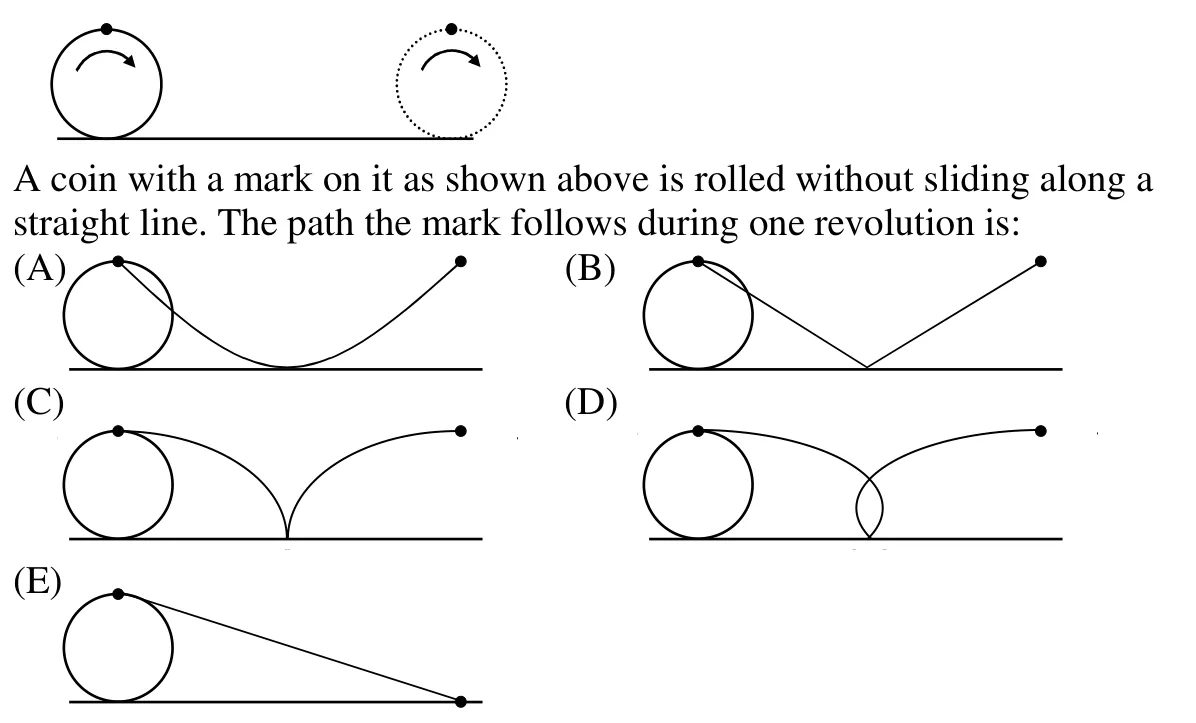 A coin with a mark on it as shown above is rolled without sliding along a
straight line. The path the mark follows during one revolution is:
(A)
(B)
(C)
(D)
(E)